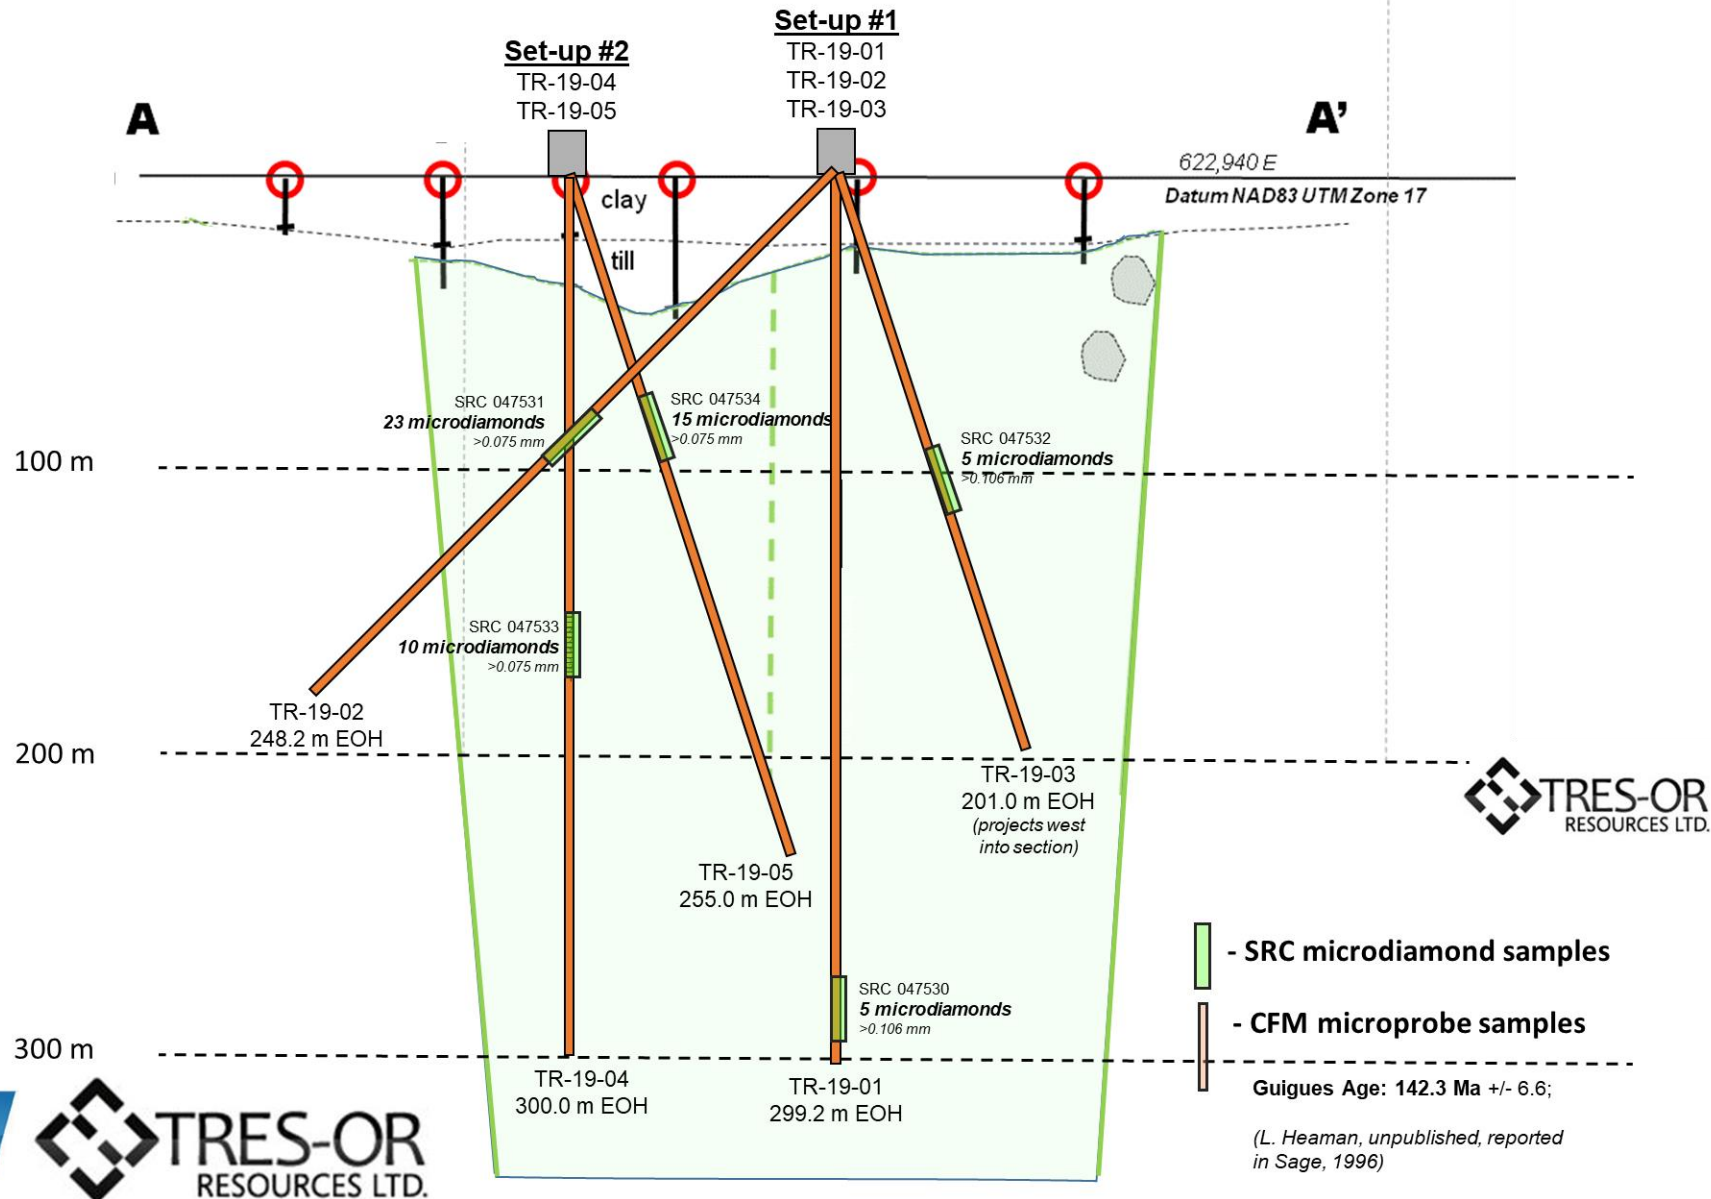 Set-up #1
TR-19-01
TR-19-02
TR-19-03
Set-up #2
TR-19-04
TR-19-05
A
A’
622,940 E
Datum NAD83 UTM Zone 17
clay
till
SRC 047531
23 microdiamonds
>0.075 mm
SRC 047534
15 microdiamonds
>0.075 mm
SRC 047532
5 microdiamonds
>0.106 mm
100 m
SRC 047533
10 microdiamonds
>0.075 mm
TR-19-02
248.2 m EOH
200 m
TR-19-03
201.0 m EOH
(projects west
into section)
TRES-OR
RESOURCES LTD.
TR-19-05
255.0 m EOH
- SRC microdiamond samples
SRC 047530
5 microdiamonds
>0.106 mm
- CFM microprobe samples
300 m
TR-19-04
300.0 m EOH
TR-19-01
299.2 m EOH
Guigues Age: 142.3 Ma +/- 6.6;
(L. Heaman, unpublished, reported
in Sage, 1996)
TRES-OR
RESOURCES LTD.